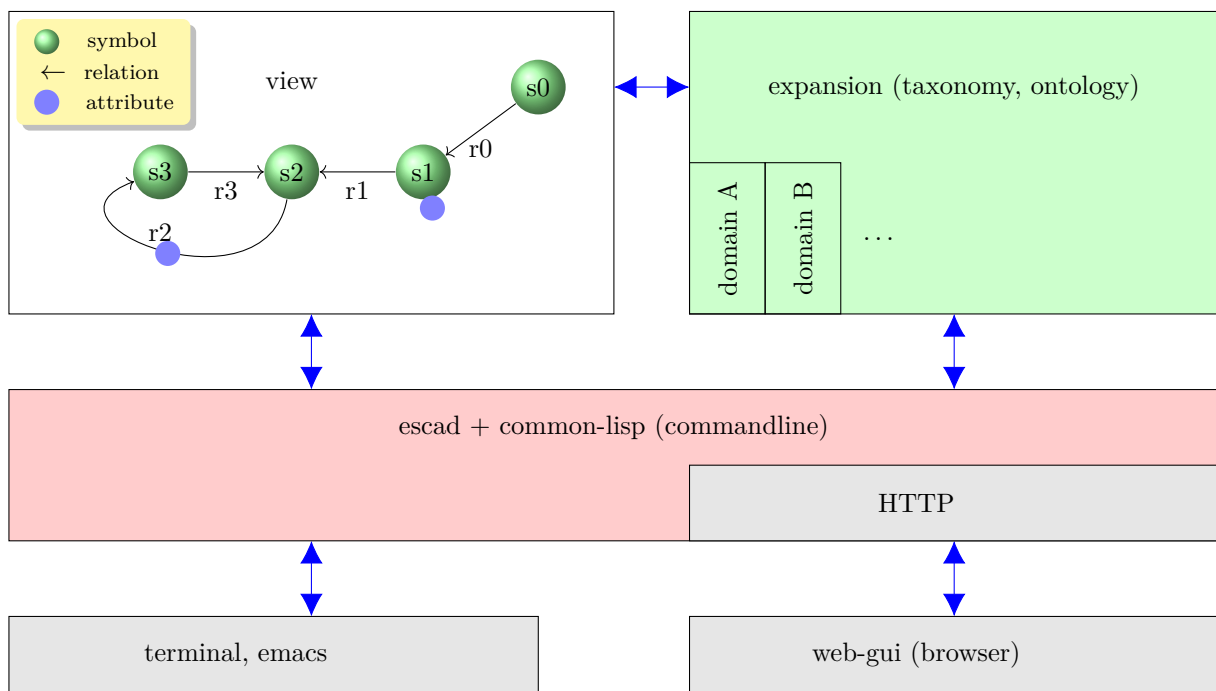 symbol
relation
attribute
view
s0
r0
s3
s2
s1
r3
r1
r2
expansion (taxonomy, ontology)
domain A
domain B
...
escad + common-lisp (commandline)
HTTP
terminal, emacs
web-gui (browser)